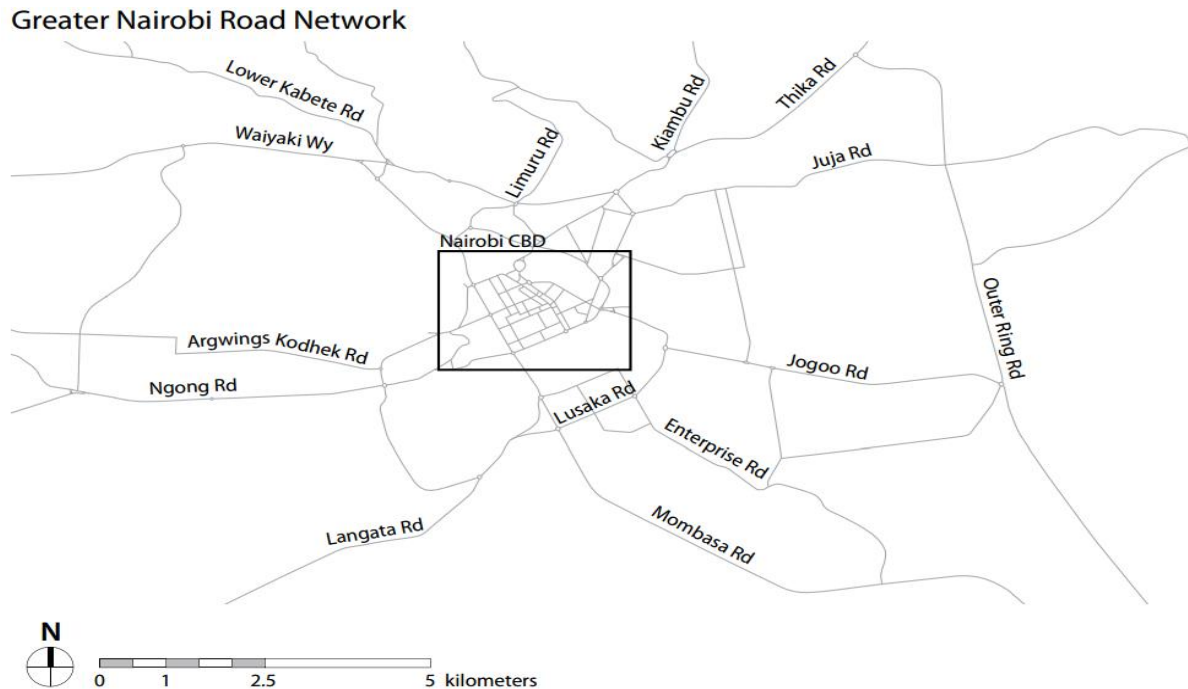 Greater Nairobi Road Network
Lower Kabete Rd
Waiyaki Wy
Limuru Rd
Kiambu Rd
Thika Rd
Juja Rd
Nairobi CBD
Outer Ring Rd
Argwings Kodhek Rd
Ngong Rd
Jogoo Rd
Lusaka Rd
Enterprise Rd
Langata Rd
Mombasa Rd
N
0 1 2.5 5 kilometers